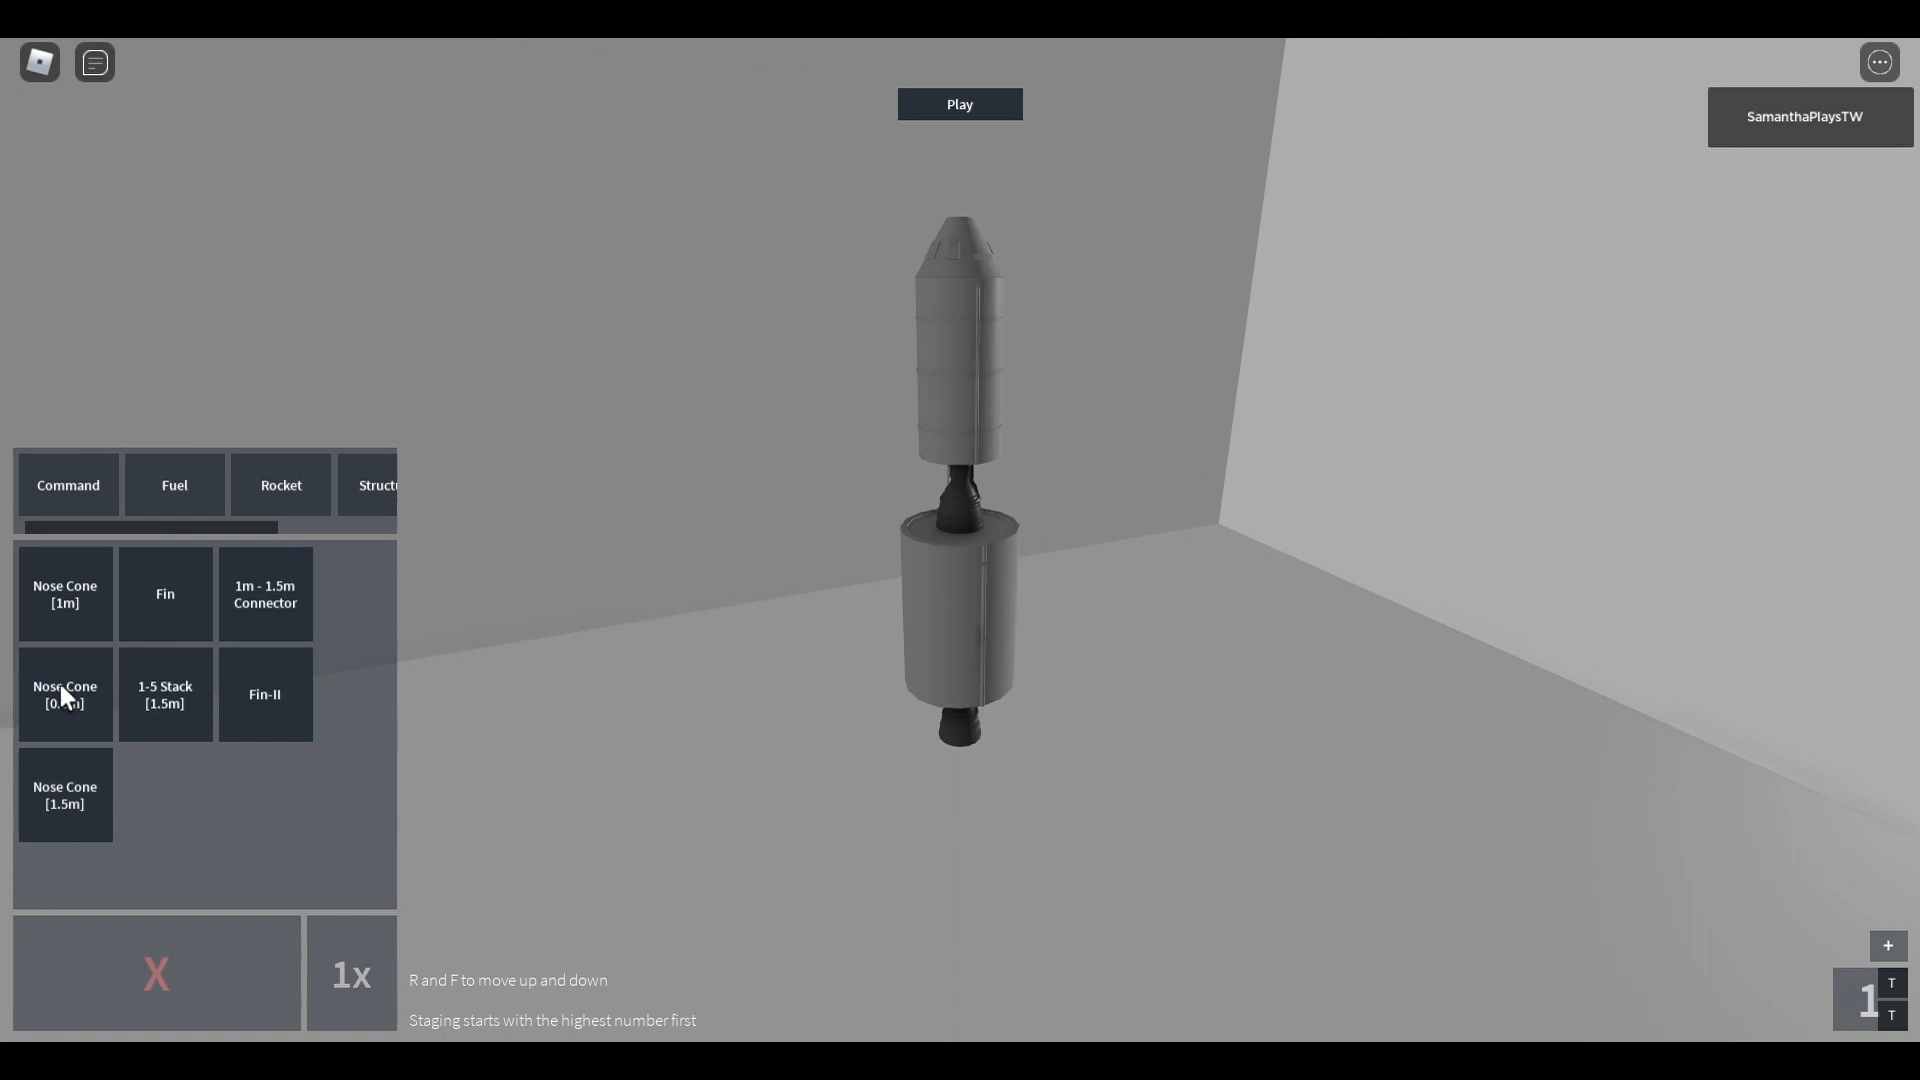 Play
SamanthaPlaysTW
Command
Fuel
Rocket
Struct
Nose Cone
[1m]
Fin
1m - 1.5m
Connector
Nose Cone
1-5 Stack
[1.5m]
Fin-II
Nose Cone
[1.5m]
X
1x
R and F to move up and down
Staging starts with the highest number first
+
1
T
T